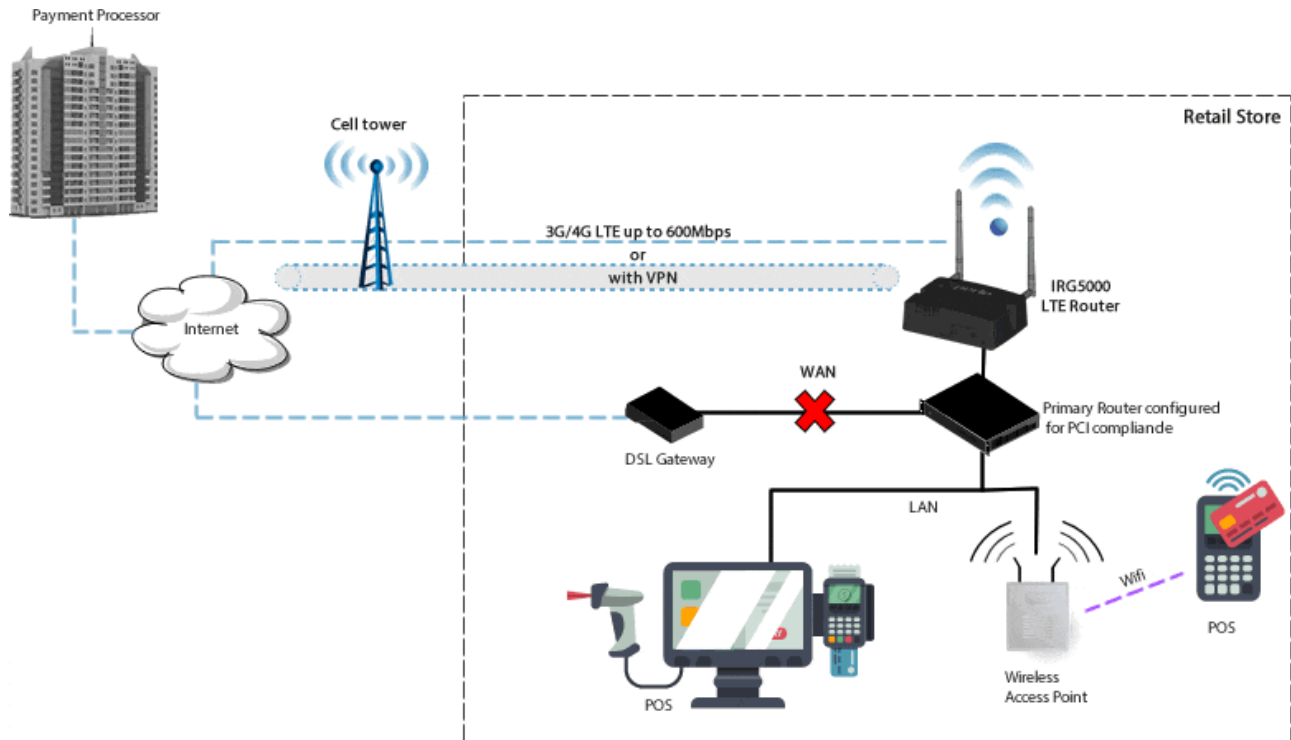 Payment Processor
Retail Store
Cell tower
3G/4G LTE up to 600Mbps
or
with VPN
IRG5000
LTE Router
Internet
WAN
Primary Router configured
for PCI compliande
DSL Gateway
LAN
Wifi
POS
POS
Wireless
Access Point